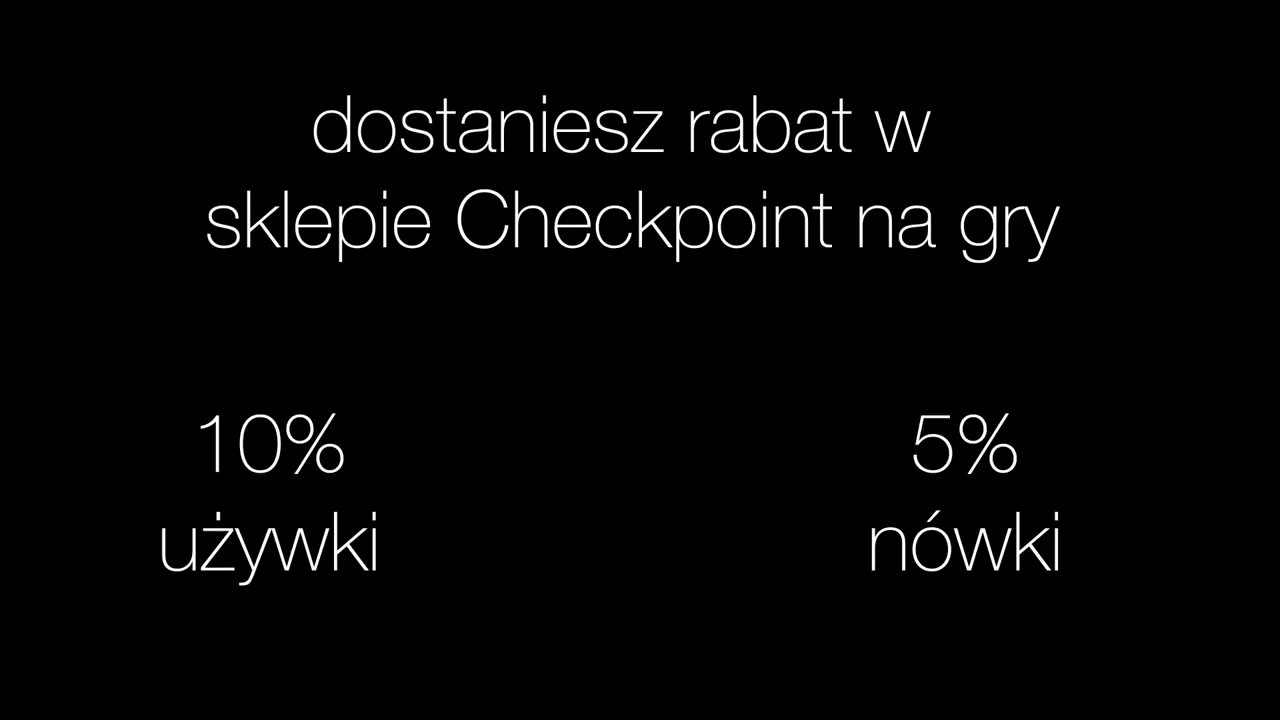 dostaniesz rabat w
sklepie Checkpoint na gry
10%
używki
5%
nówki